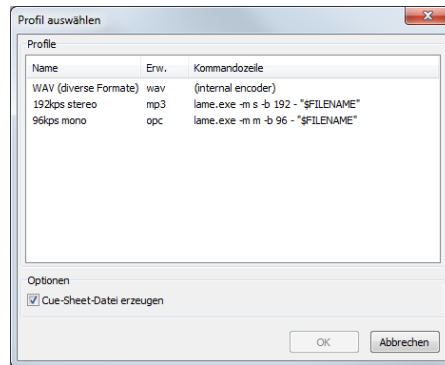 Profil auswählen
Profile
Name Erw. Kommandozeile
WAV (diverse Formate) wav (internal encoder)
192kps stereo mp3 lame.exe -m s -b 192 - "$FILENAME"
96kps mono opc lame.exe -m m -b 96 - "$FILENAME"
Optionen
Cue-Sheet-Datei erzeugen
OK Abbrechen